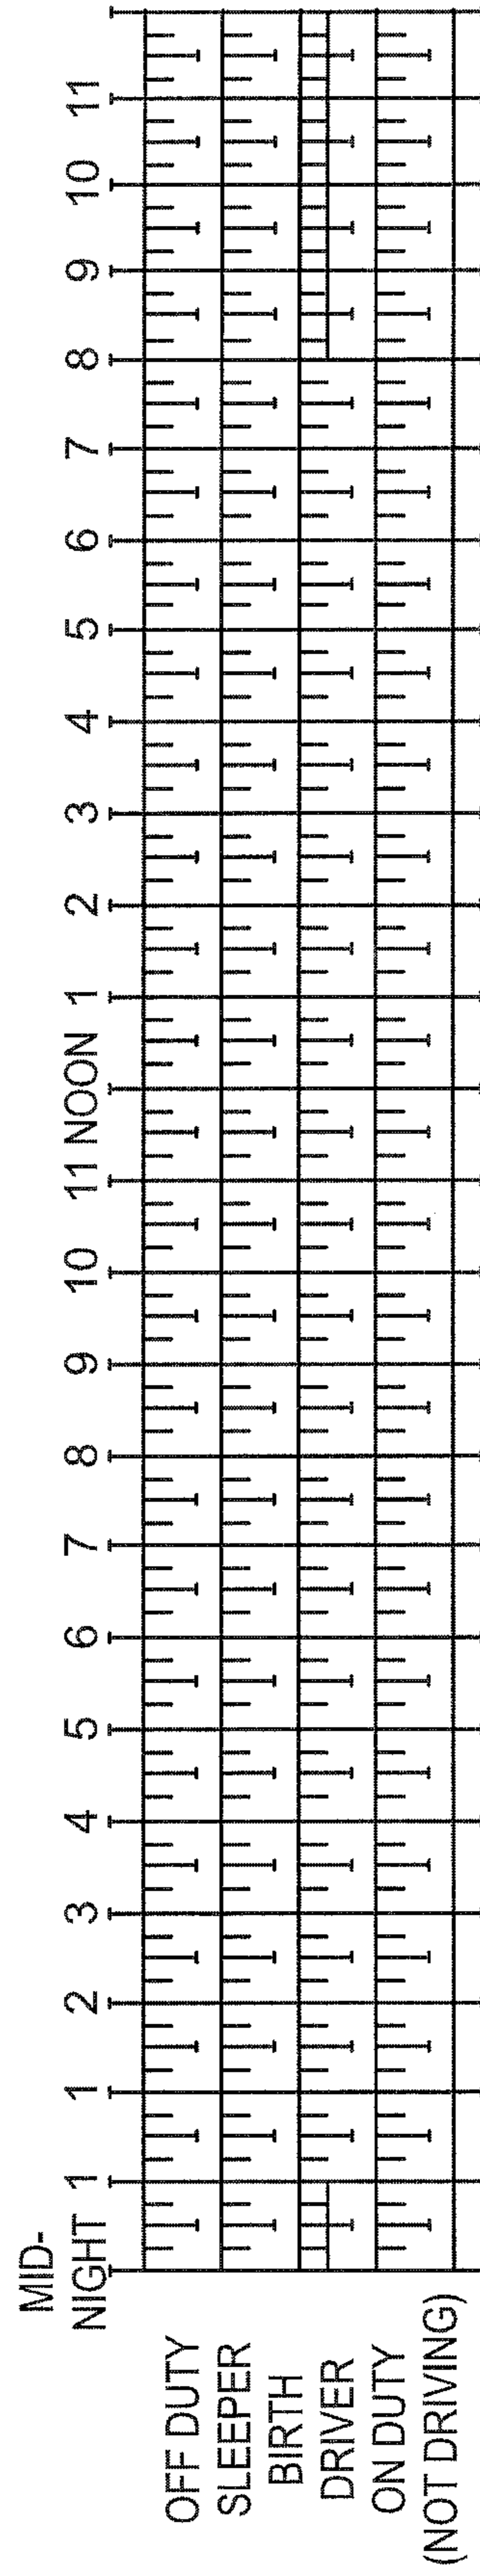 MID-
NIGHT 1 1 2 3 4 5 6 7 8 9 10 11 NOON 1 2 3 4 5 6 7 8 9 10 11
OFF DUTY
SLEEPER
BIRTH
DRIVER
ON DUTY
(NOT DRIVING)